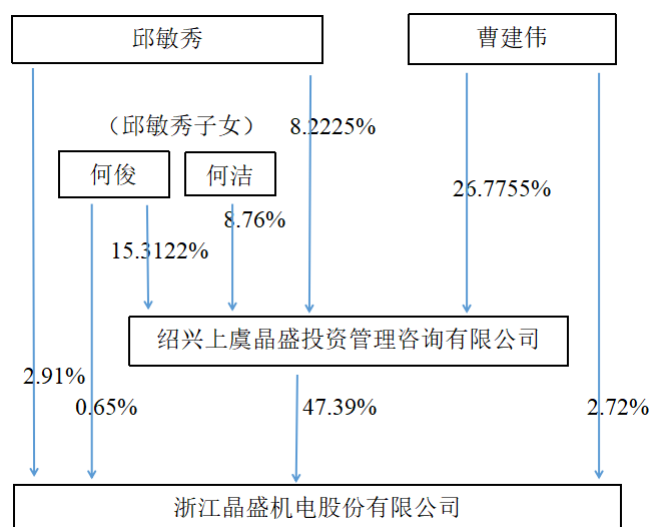 邱敏秀
曹建伟
（邱敏秀子女）
8.2225%
何俊
何洁
26.7755%
8.76%
15.3122%
绍兴上虞晶盛投资管理咨询有限公司
2.91%
0.65%
47.39%
2.72%
浙江晶盛机电股份有限公司